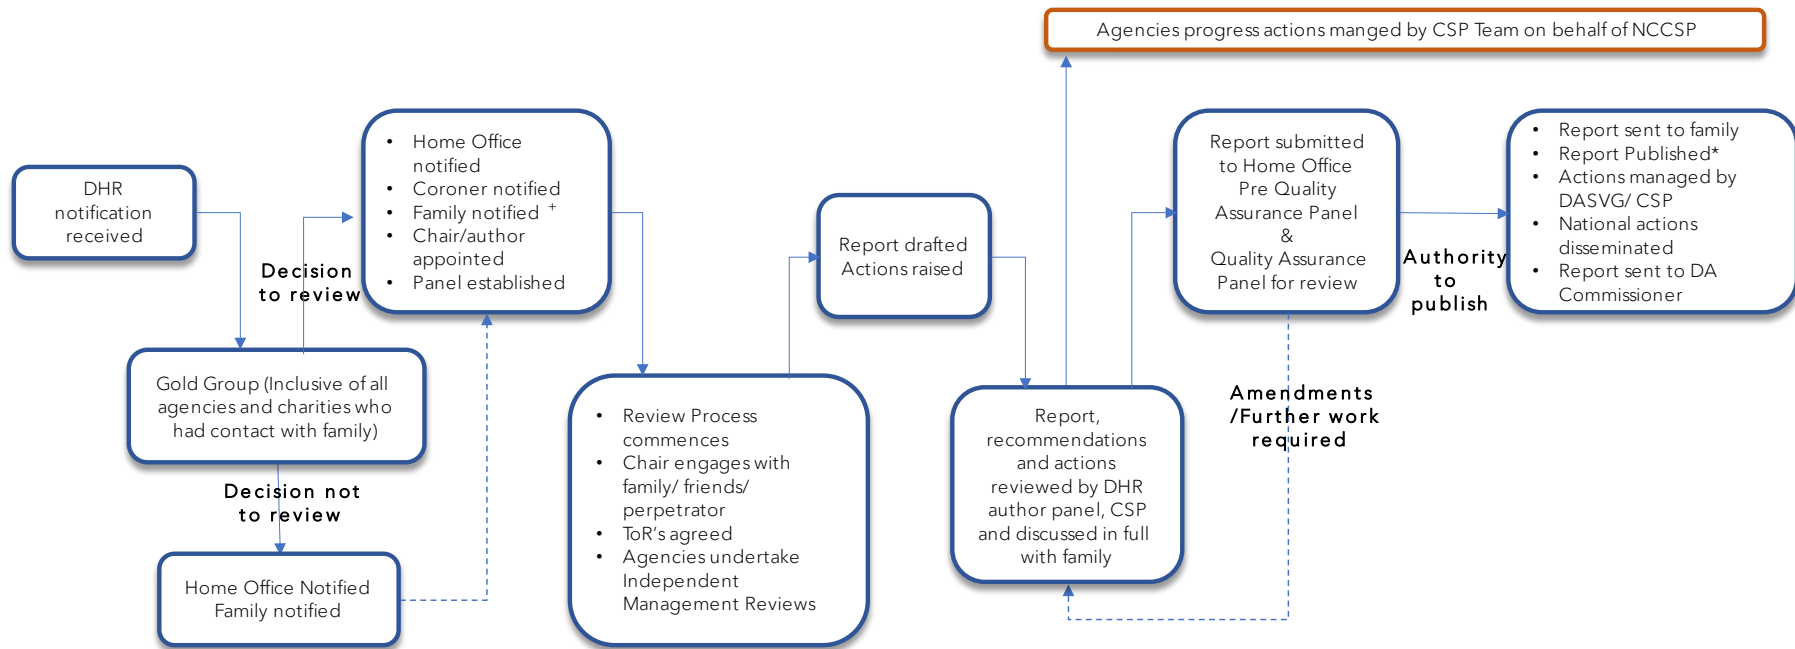 Agencies progress actions manged by CSP Team on behalf of NCCSP
DHR
notification
received
Decision
to review
• Home Office
notified
• Coroner notified
• Family notified +
• Chair/author
appointed
• Panel established
Gold Group (Inclusive of all
agencies and charities who
had contact with family)
Decision not
to review
Home Office Notified
Family notified
• Review Process
commences
• Chair engages with
family/ friends/
perpetrator
• ToR's agreed
• Agencies undertake
Independent
Management Reviews
Report drafted
Actions raised
Report,
recommendations
and actions
reviewed by DHR
author panel, CSP
and discussed in full
with family
Report submitted
to Home Office
Pre Quality
Assurance Panel
&
Quality Assurance
Panel for review
Amendments
/Further work
required
Authority
to
publish
• Report sent to family
• Report Published*
• Actions managed by
DASVG/ CSP
• National actions
disseminated
• Report sent to DA
Commissioner